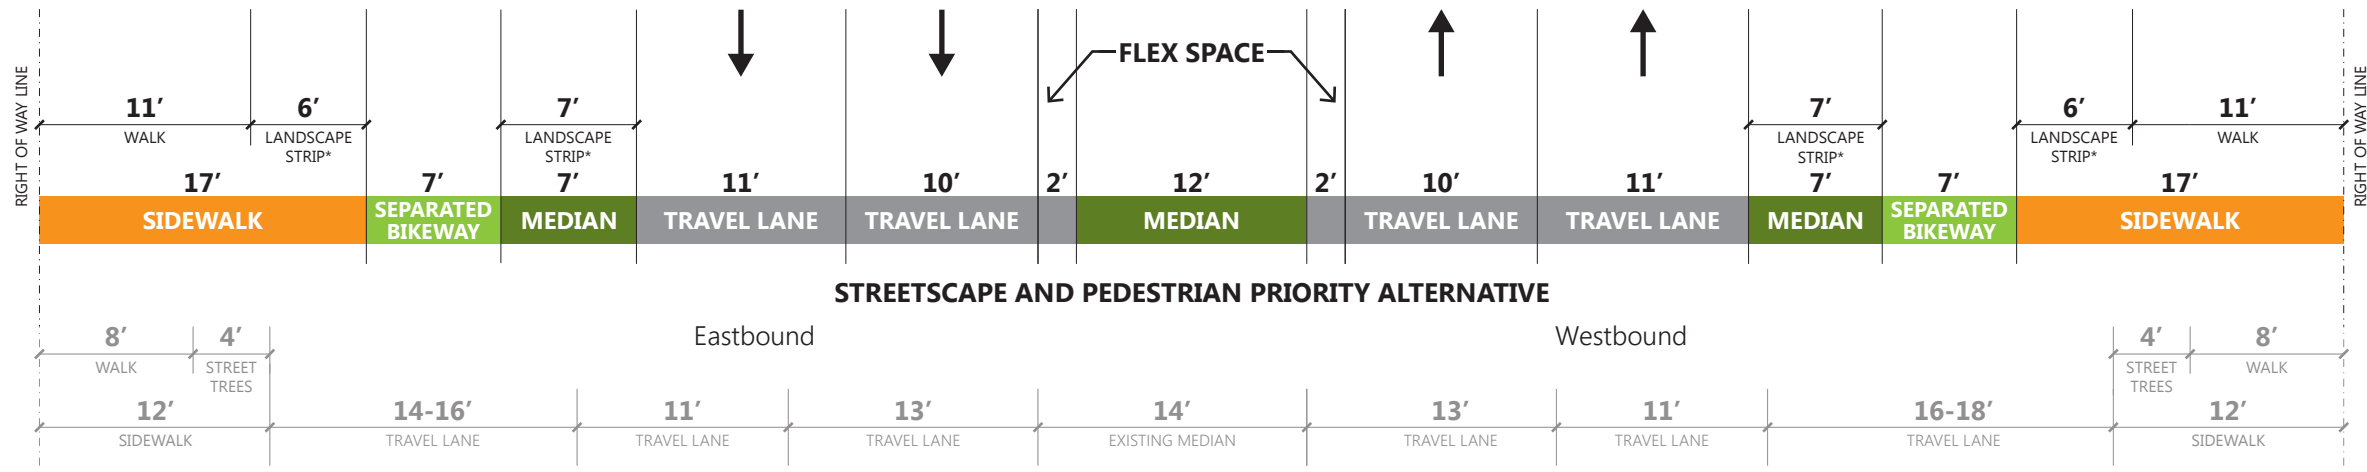 RIGHT OF WAY LINE
FLEX SPACE
RIGHT OF WAY LINE
11’ 6’ 7’ 7’ 6’ 11’
WALK LANDSCAPE LANDSCAPE LANDSCAPE LANDSCAPE WALK
STRIP* STRIP* STRIP* STRIP*
17’ 7’ 7’ 11’ 10’ 2’ 12’ 2’ 10’ 11’ 7’ 7’ 17’
SIDEWALK SEPARATED BIKEWAY MEDIAN TRAVEL LANE TRAVEL LANE MEDIAN TRAVEL LANE TRAVEL LANE MEDIAN SEPARATED BIKEWAY SIDEWALK
STREETSCAPE AND PEDESTRIAN PRIORITY ALTERNATIVE
8’ 4’ Eastbound Westbound 4’ 8’
WALK STREET STREET WALK
TREES TREES
12’ 14-16’ 11’ 13’ 14’ 13’ 11’ 16-18’ 12’
SIDEWALK TRAVEL LANE TRAVEL LANE TRAVEL LANE EXISTING MEDIAN TRAVEL LANE TRAVEL LANE TRAVEL LANE SIDEWALK